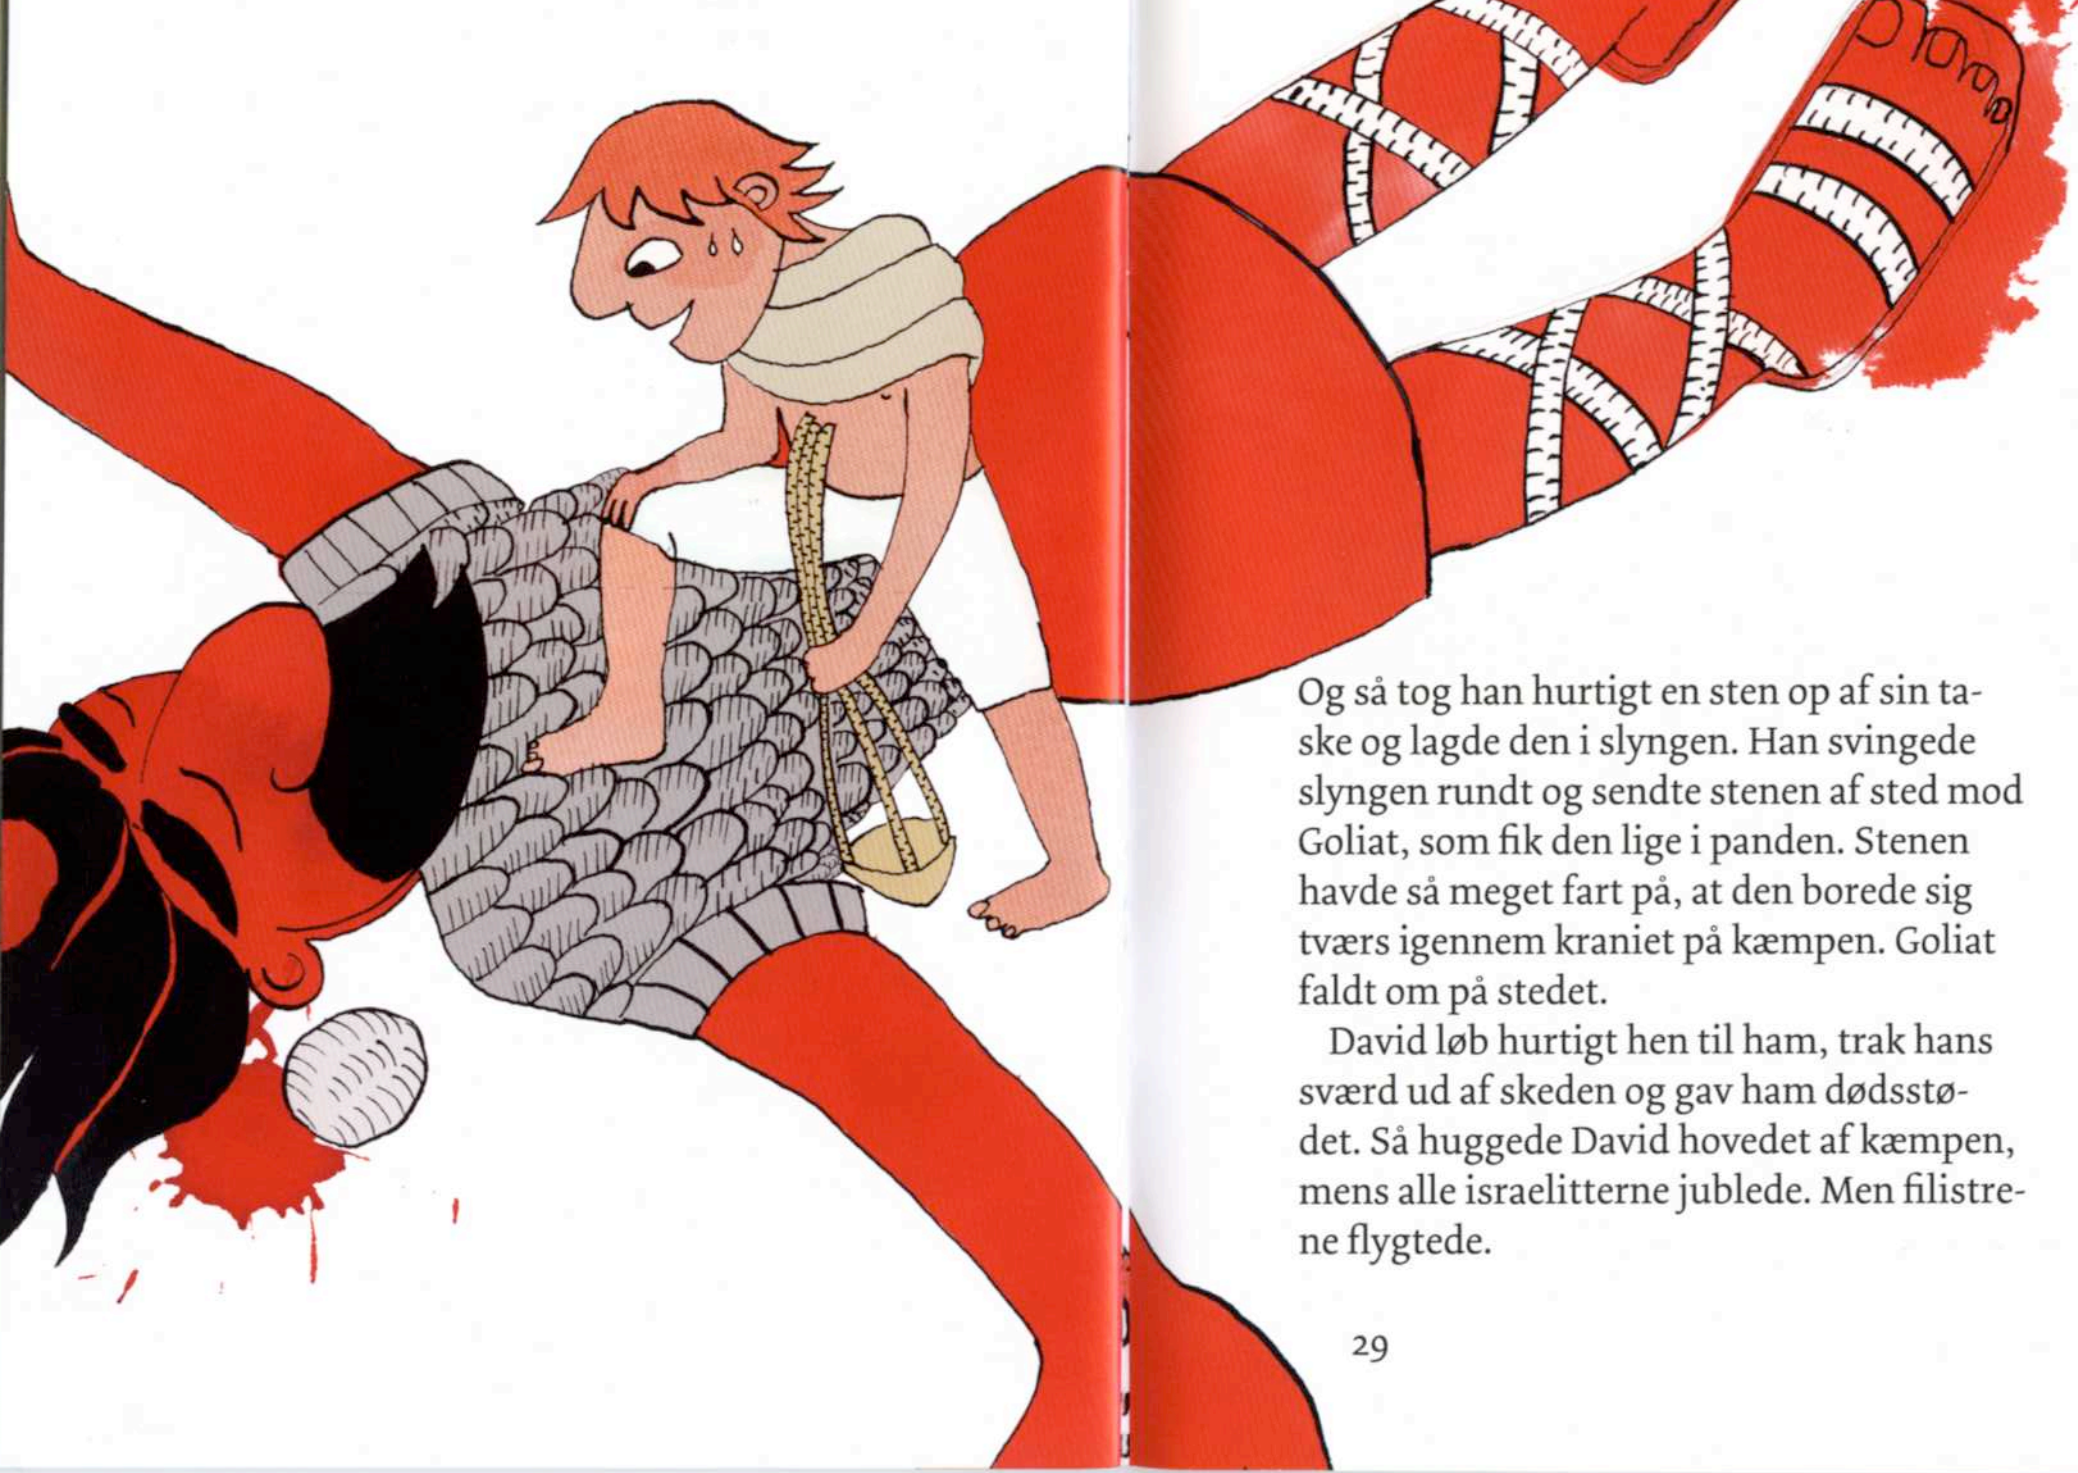 Og så tog han hurtigt en sten op af sin ta-
ske og lagde den i slyngen. Han svingede
slyngen rundt og sendte stenen af sted mod
Goliat, som fik den lige i panden. Stenen
havde så meget fart på, at den borede sig
tværs igennem kraniet på kæmpen. Goliat
faldt om på stedet.
David løb hurtigt hen til ham, trak hans
sværd ud af skeden og gav ham dødsstø-
det. Så huggede David hovedet af kæmpen,
mens alle israelitterne jublede. Men filistre-
ne flygtede.
29